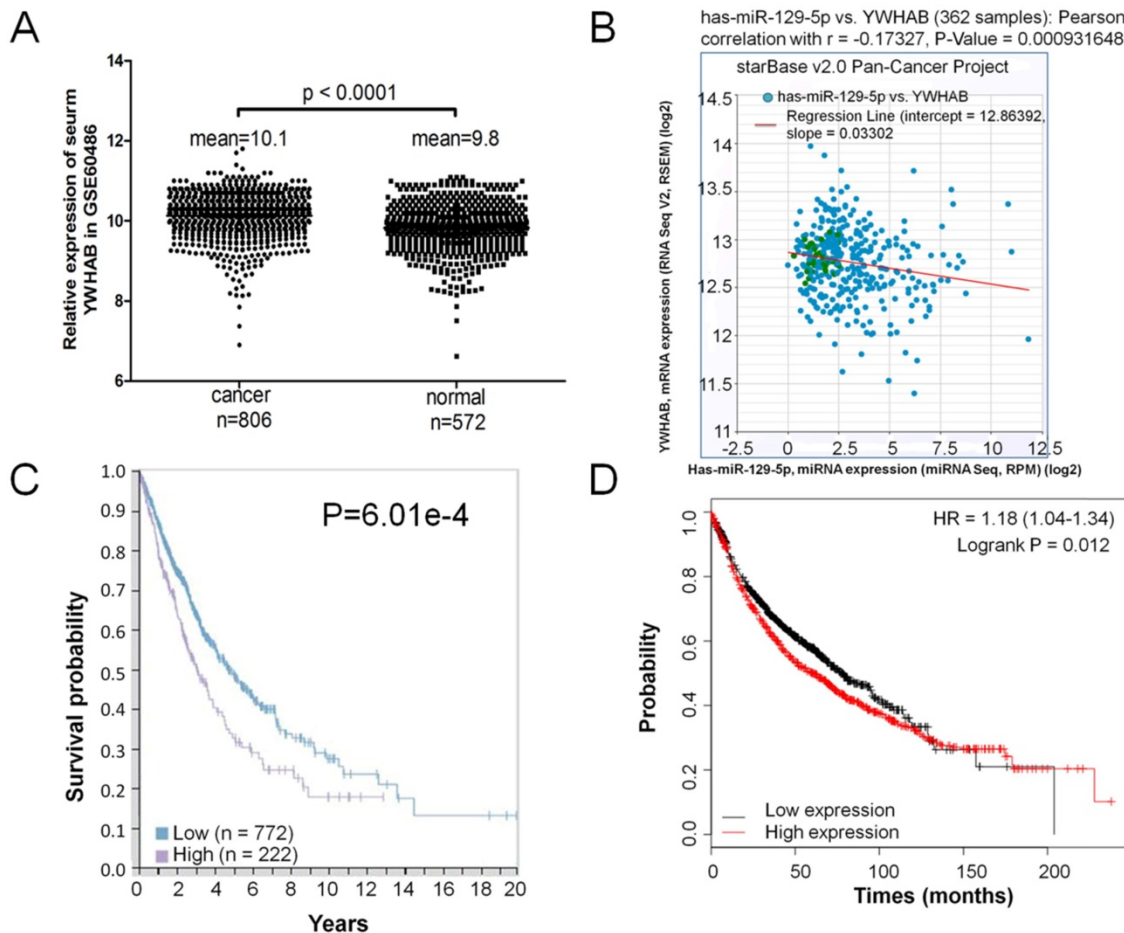 A
p < 0.0001
mean=10.1
mean=9.8
Relative expression of seurm
YWHAB in GSE60486
14
12
10
8
6
cancer
n=806
normal
n=572
B
has-miR-129-5p vs. YWHAB (362 samples): Pearson
correlation with r = -0.17327, P-Value = 0.000931648
starBase v2.0 Pan-Cancer Project
has-miR-129-5p vs. YWHAB
Regression Line (intercept = 12.86392,
slope = 0.03302
YWHAB, mRNA expression (RNA Seq V2, RSEM) (log2)
14.5
14
13.5
13
12.5
12
11.5
11
-2.5 0 2.5 5 7.5 10 12.5
Has-miR-129-5p, miRNA expression (miRNA Seq, RPM) (log2)
C
P=6.01e-4
Survival probability
1.0
0.9
0.8
0.7
0.6
0.5
0.4
0.3
0.2
0.1
0.0
Low (n = 772)
High (n = 222)
0 2 4 6 8 10 12 13 14 16 18 20
Years
D
HR = 1.18 (1.04-1.34)
Logrank P = 0.012
Probability
1.0
0.8
0.6
0.4
0.2
0.0
Low expression
High expression
0 50 100 150 200
Times (months)